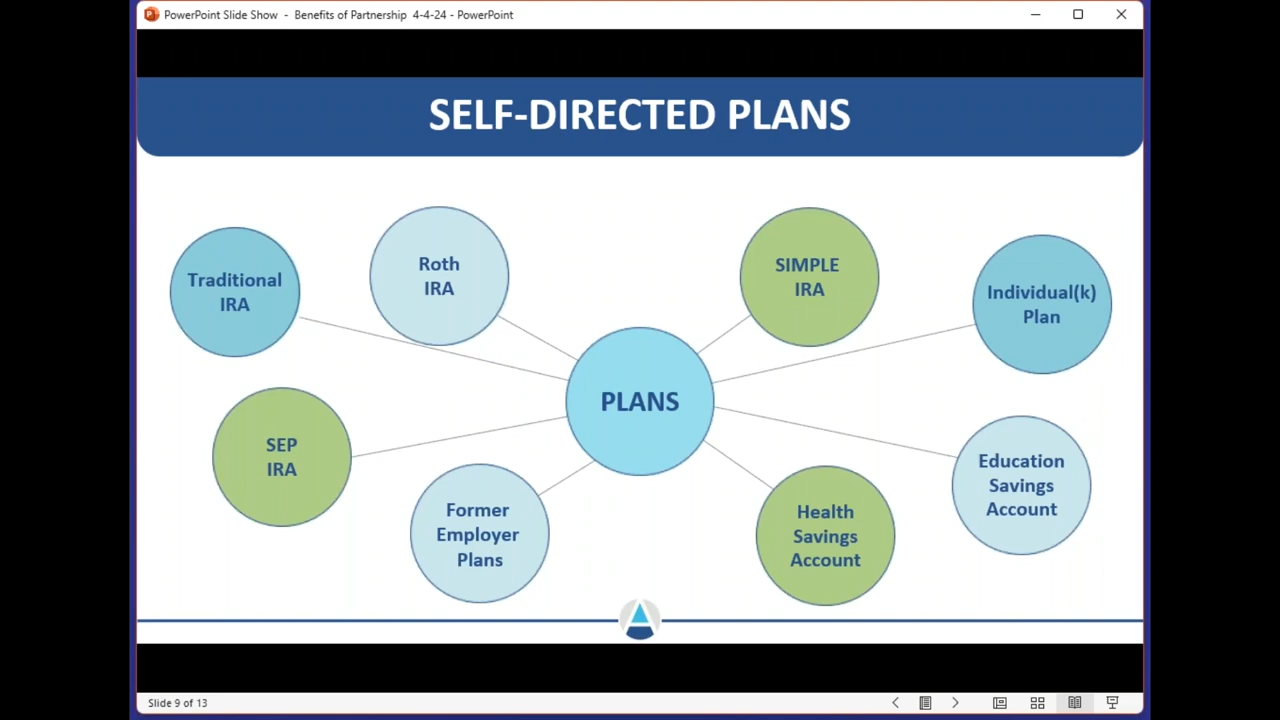 PowerPoint Slide Show - Benefits of Partnership 4-4-24 - PowerPoint
SELF-DIRECTED PLANS
Traditional
IRA
Roth
IRA
SIMPLE
IRA
Individual(k)
Plan
PLANS
SEP
IRA
Former
Employer
Plans
Health
Savings
Account
Education
Savings
Account
Slide 9 of 13